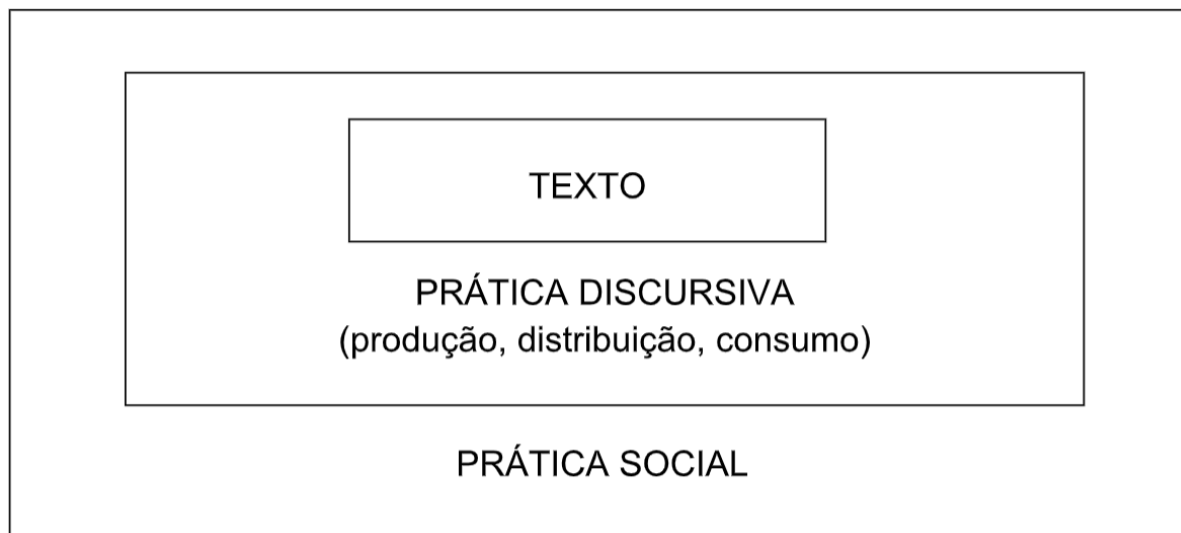 TEXTO
PRÁTICA DISCURSIVA
(produção, distribuição, consumo)
PRÁTICA SOCIAL